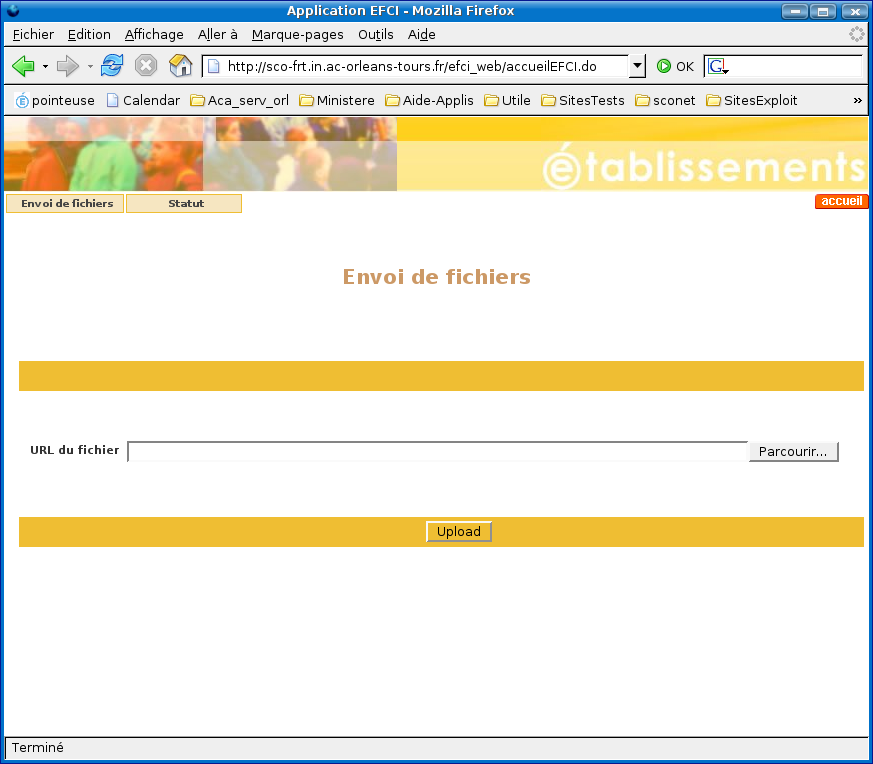 Application EFCI - Mozilla Firefox
Fichier Edition Affichage Aller à Marque-pages Outils Aide
http://sco-frt.in.ac-orleans-tours.fr/efci_web/accueilEFCI.do OK G
pointeuse Calendar Aca_serv_orl Ministere Aide-Applis Utile SitesTests sconet SitesExploit »
établissements
Envoi de fichiers Statut accueil
Envoi de fichiers
URL du fichier Parcourir...
Upload
Terminé